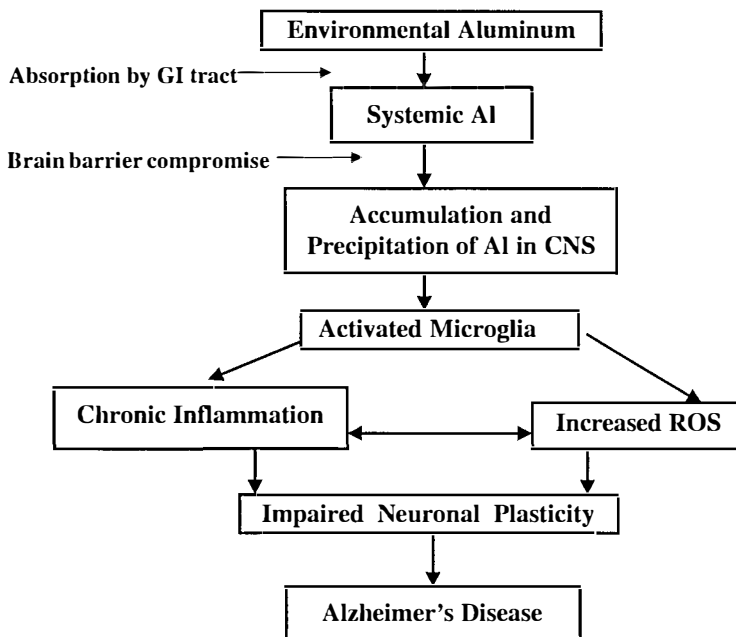 Environmental Aluminum
Absorption by GI tract
Systemic Al
Brain barrier compromise
Accumulation and
Precipitation of Al in CNS
Activated Microglia
Chronic Inflammation
Increased ROS
Impaired Neuronal Plasticity
Alzheimer's Disease